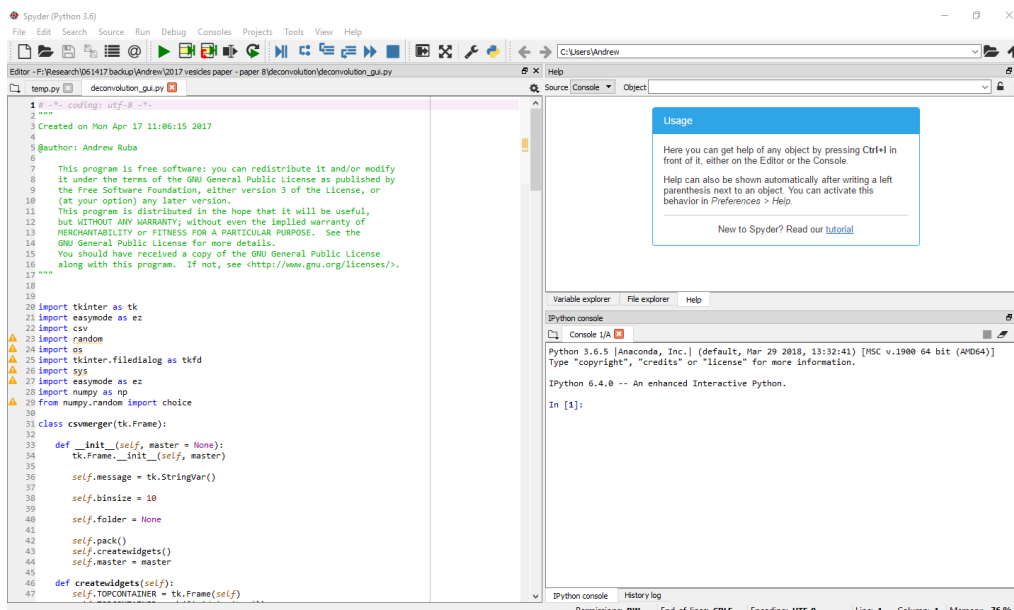 Spyder (Python 3.6)
File Edit Search Source Run Debug Consoles Projects Tools View Help
C:\Users\Andrew
Editor - F:\Research\061417 backup\Andrew\2017 vesicles paper - paper 8\deconvolution\deconvolution_gui.py
temp.py deconvolution_gui.py
1 # -*- coding: utf-8 -*-
2 """
3 Created on Mon Apr 17 11:06:15 2017
4
5 @author: Andrew Ruba
6
7 This program is free software: you can redistribute it and/or modify
8 it under the terms of the GNU General Public License as published by
9 the Free Software Foundation, either version 3 of the License, or
10 (at your option) any later version.
11 This program is distributed in the hope that it will be useful,
12 but WITHOUT ANY WARRANTY; without even the implied warranty of
13 MERCHANTABILITY or FITNESS FOR A PARTICULAR PURPOSE. See the
14 GNU General Public License for more details.
15 You should have received a copy of the GNU General Public License
16 along with this program. If not, see <http://www.gnu.org/licenses/>.
17 """
18
19
20 import tkinter as tk
21 import easymode as ez
22 import csv
23 import random
24 import os
25 import tkinter.filedialog as tkfd
26 import sys
27 import easymode as ez
28 import numpy as np
29 from numpy.random import choice
30
31 class csvmerger(tk.Frame):
32
33 def __init__(self, master = None):
34 tk.Frame.__init__(self, master)
35
36 self.message = tk.StringVar()
37
38 self.binsize = 10
39
40 self.folder = None
41
42 self.pack()
43 self.createwidgets()
44 self.master = master
45
46 def createwidgets(self):
47 self.TOPCONTAINER = tk.Frame(self)
Help
Source Console Object
Usage
Here you can get help of any object by pressing Ctrl+I in
front of it, either on the Editor or the Console.
Help can also be shown automatically after writing a left
parenthesis next to an object. You can activate this
behavior in Preferences > Help.
New to Spyder? Read our tutorial
Variable explorer File explorer Help
IPython console
Console 1/A
Python 3.6.5 |Anaconda, Inc.| (default, Mar 29 2018, 13:32:41) [MSC v.1900 64 bit (AMD64)]
Type "copyright", "credits" or "license" for more information.
IPython 6.4.0 -- An enhanced Interactive Python.
In [1]:
IPython console History log
Permissions: RW End-of-lines: CRLF Encoding: UTF-8 Line: 1 Column: 1 Memory: 76 %